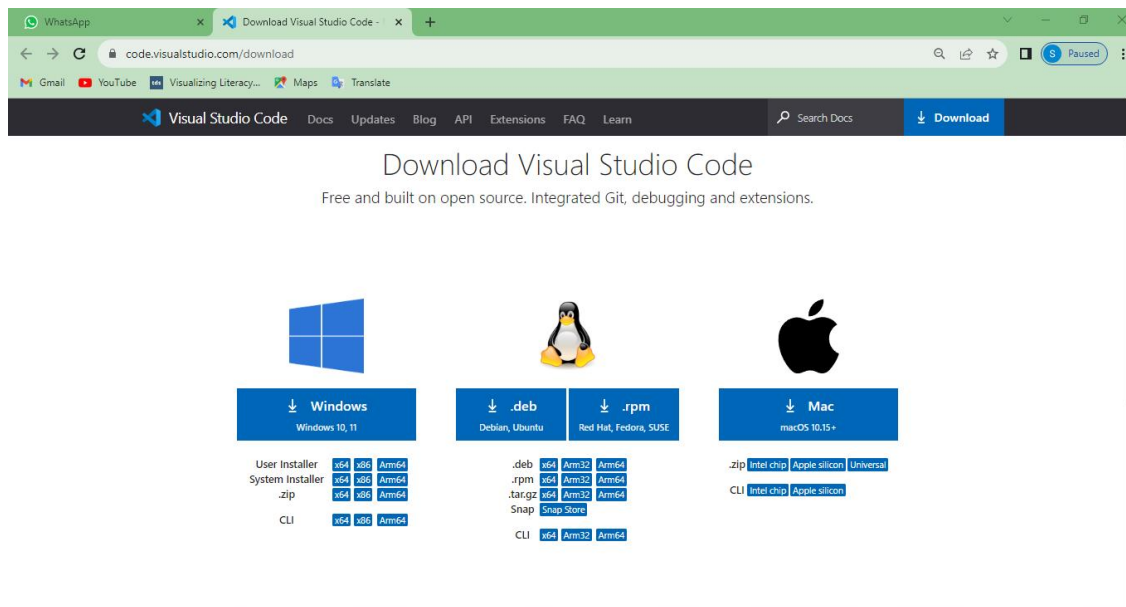 WhatsApp
Download Visual Studio Code -
code.visualstudio.com/download
S Paused
Gmail YouTube tds Visualizing Literacy... Maps Translate
Visual Studio Code Docs Updates Blog API Extensions FAQ Learn Search Docs Download
Download Visual Studio Code
Free and built on open source. Integrated Git, debugging and extensions.
Windows
Windows 10, 11
User Installer x64 x86 Arm64
System Installer x64 x86 Arm64
.zip x64 x86 Arm64
CLI x64 x86 Arm64
.deb
Debian, Ubuntu
.rpm
Red Hat, Fedora, SUSE
.deb x64 Arm32 Arm64
.rpm x64 Arm32 Arm64
.tar.gz x64 Arm32 Arm64
Snap Snap Store
CLI x64 Arm32 Arm64
Mac
macOS 10.15+
.zip Intel chip Apple silicon Universal
CLI Intel chip Apple silicon